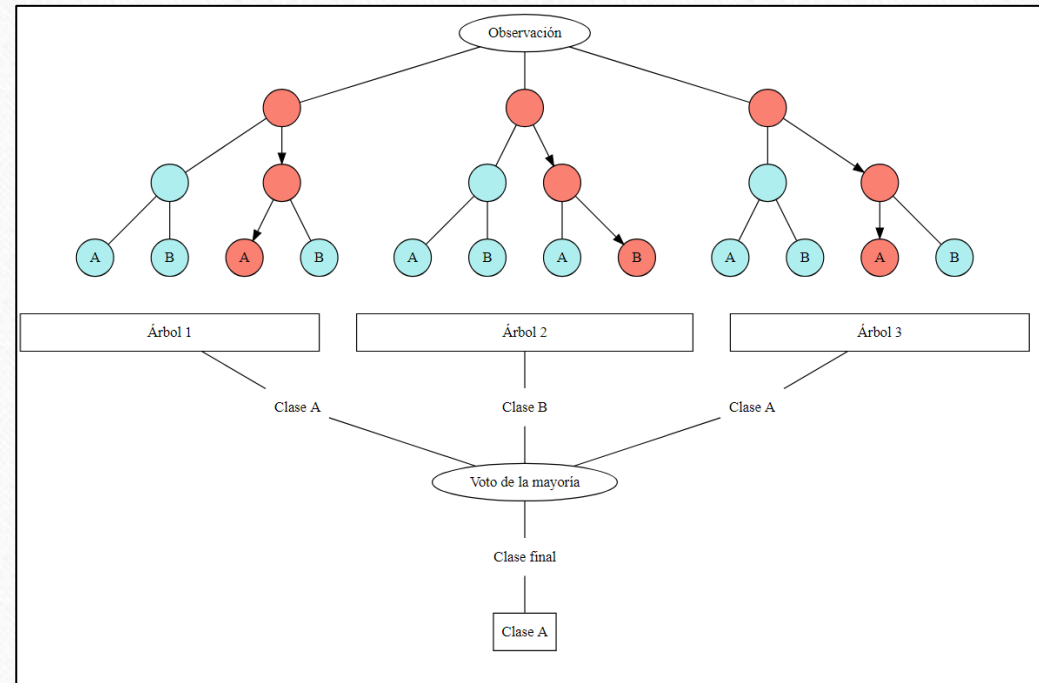 Observación
A
B
A
B
A
B
A
B
A
B
A
B
Árbol 1
Árbol 2
Árbol 3
Clase A
Clase B
Clase A
Voto de la mayoría
Clase final
Clase A